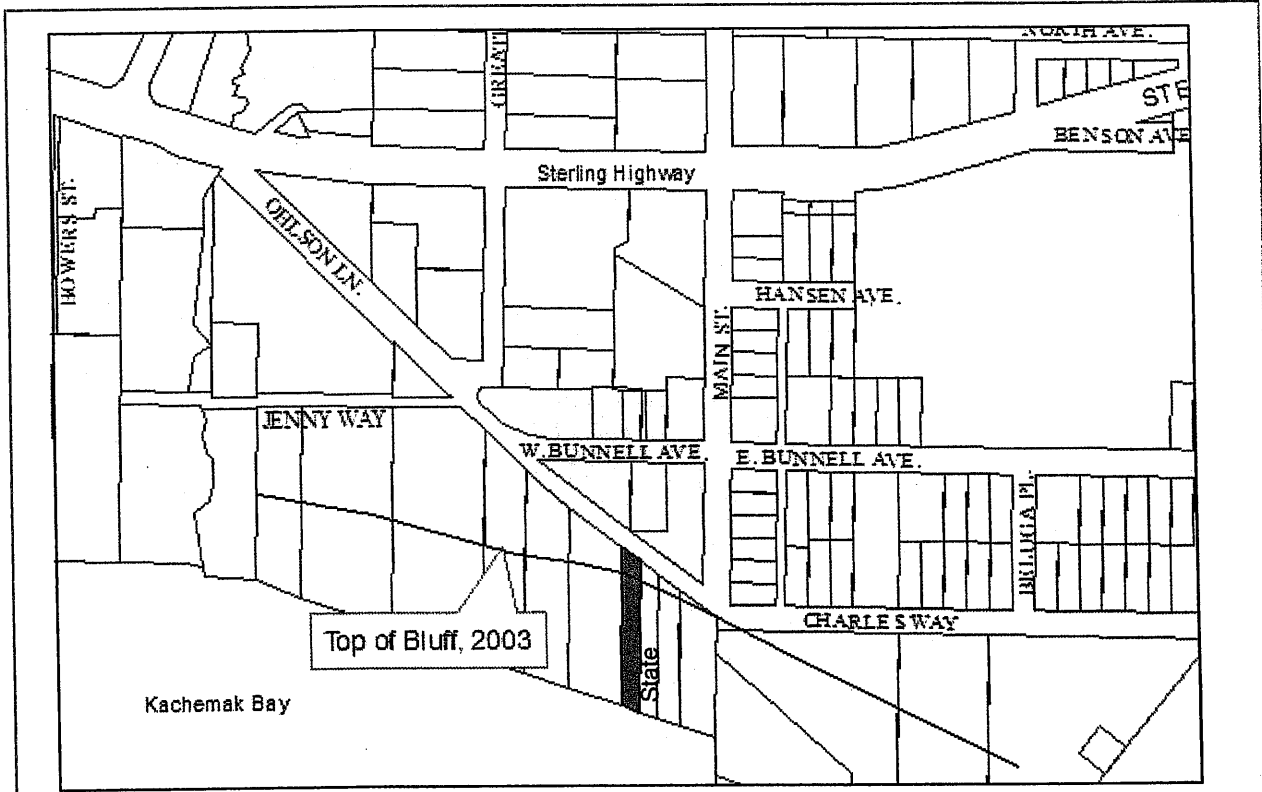 NORTH AVE.
GREAT
STE
BENSON AVE
Sterling Highway
BOWERS ST.
OHLSON LN.
HANSEN AVE.
MAIN ST.
JENNY WAY
W. BUNNELL AVE.
E. BUNNELL AVE.
BELUGA PL.
CHARLES WAY
Top of Bluff, 2003
State
Kachemak Bay